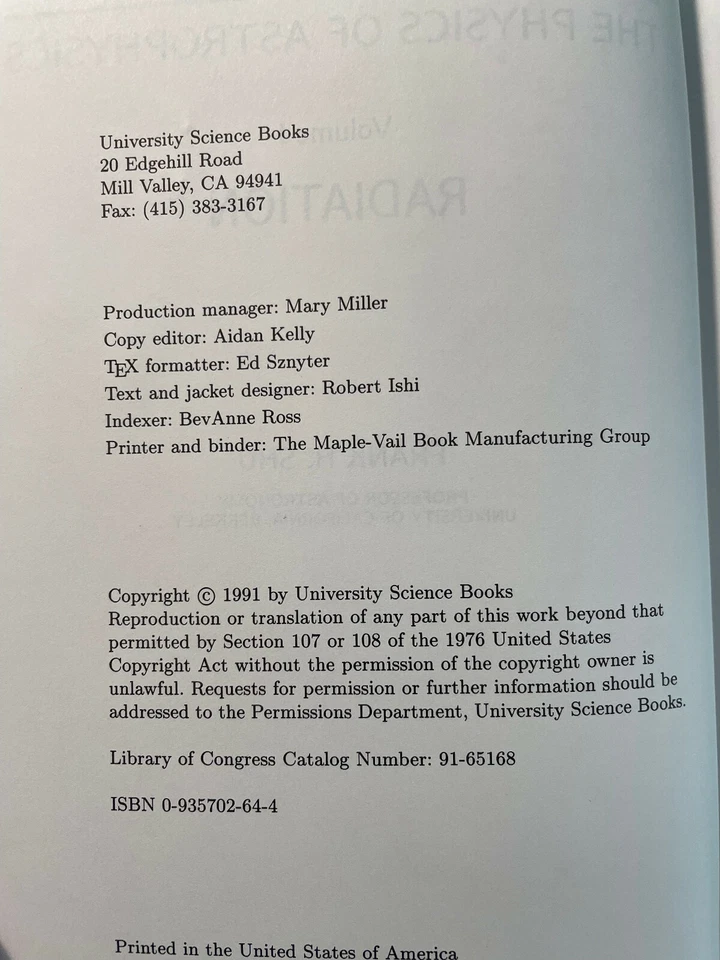 University Science Books
20 Edgehill Road
Mill Valley, CA 94941
Fax: (415) 383-3167
Production manager: Mary Miller
Copy editor: Aidan Kelly
TEX formatter: Ed Sznyter
Text and jacket designer: Robert Ishi
Indexer: BevAnne Ross
Printer and binder: The Maple-Vail Book Manufacturing Group
Copyright © 1991 by University Science Books
Reproduction or translation of any part of this work beyond that
permitted by Section 107 or 108 of the 1976 United States
Copyright Act without the permission of the copyright owner is
unlawful. Requests for permission or further information should be
addressed to the Permissions Department, University Science Books.
Library of Congress Catalog Number: 91-65168
ISBN 0-935702-64-4
Printed in the United States of America